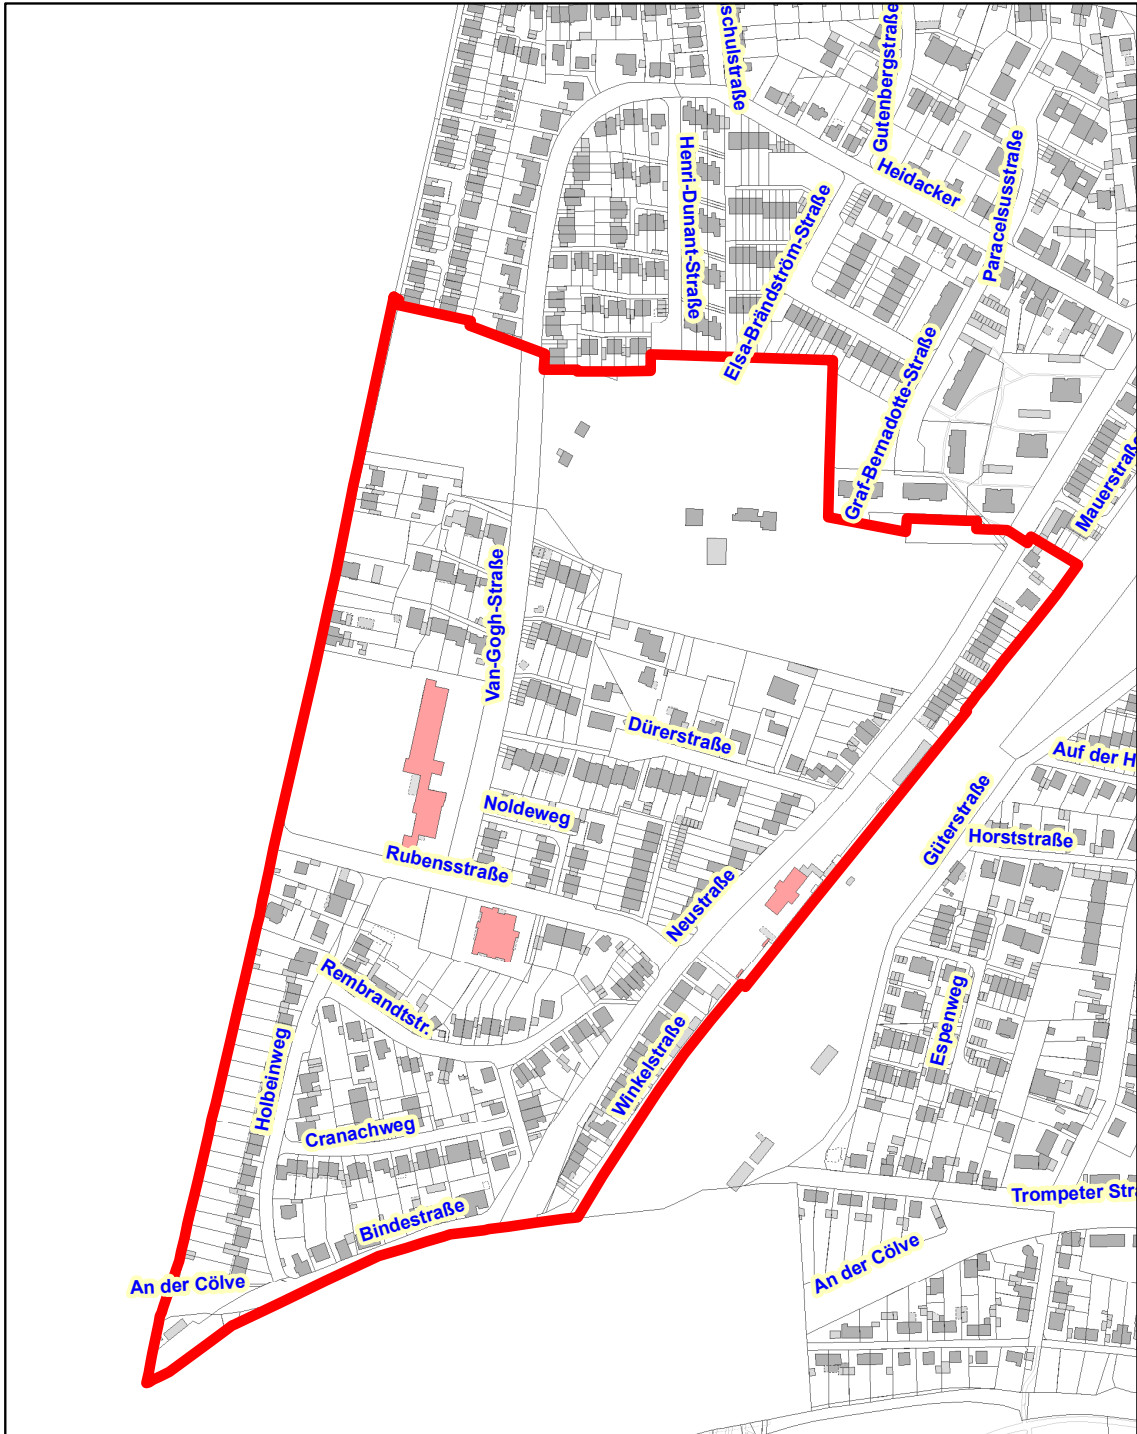 schulstraße
Gutenbergstraße
Henri-Dunant-Straße
Heidacker
Paracelsusstraße
Elsa-Brändström-Straße
Graf-Bernadotte-Straße
Mauerstraße
Van-Gogh-Straße
Dürerstraße
Auf der H
Noldeweg
Güterstraße
Horststraße
Rubensstraße
Neustraße
Rembrandtstr.
Espenweg
Holbeinweg
Winkelstraße
Cranachweg
Trompeter Stra
Bindestraße
An der Cölve
An der Cölve